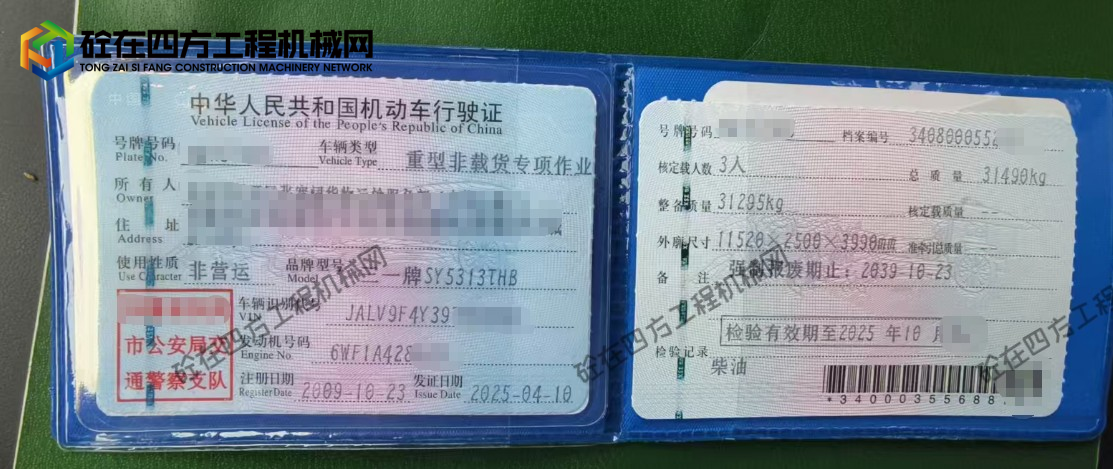 砼在四方工程机械网
TONG ZAI SI FANG CONSTRUCTION MACHINERY NETWORK
中华人民共和国机动车行驶证
Vehicle License of the People's Republic of China
号牌号码
Plate No.
车辆类型
Vehicle Type
重型非载货专项作业
所有人
Owner
住址
Address
使用性质
Use Character
非营运
品牌型号
Model
一牌SY5313THB
车辆识别代
VIN
JALV9F4Y397
市公安局交
通警察支队
发动机号码
Engine No.
6WF1A428
注册日期
Register Date
2009-10-23
发证日期
Issue Date
2025-04-10
号牌号码
档案编号
3408000552
核定载人数
3人
总质量
31490kg
整备质量
31295kg
核定载质量
--
外廓尺寸
11520×2500×3990mm
准牵引总质量
--
备注
强制报废期止：2039-10-23
检验有效期至2025年10月
检验记录
柴油
*34000355688
砼在四方工程机械网
砼在四方工程机械网